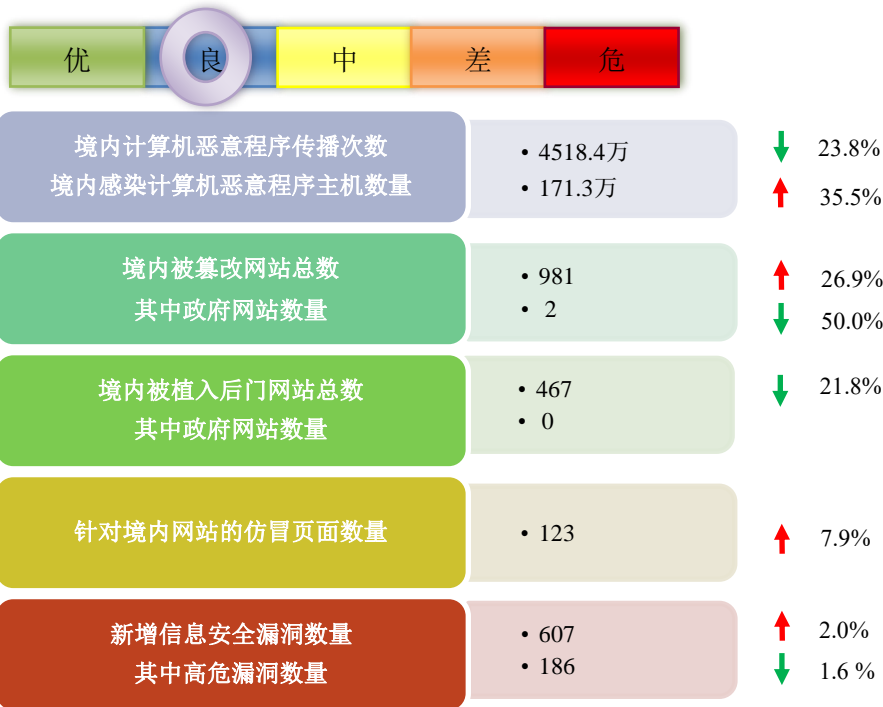 优 良 中 差 危
境内计算机恶意程序传播次数 • 4518.4万 23.8%
境内感染计算机恶意程序主机数量 • 171.3万 35.5%
境内被篡改网站总数 • 981 26.9%
其中政府网站数量 • 2 50.0%
境内被植入后门网站总数 • 467 21.8%
其中政府网站数量 • 0
针对境内网站的仿冒页面数量 • 123 7.9%
新增信息安全漏洞数量 • 607 2.0%
其中高危漏洞数量 • 186 1.6 %